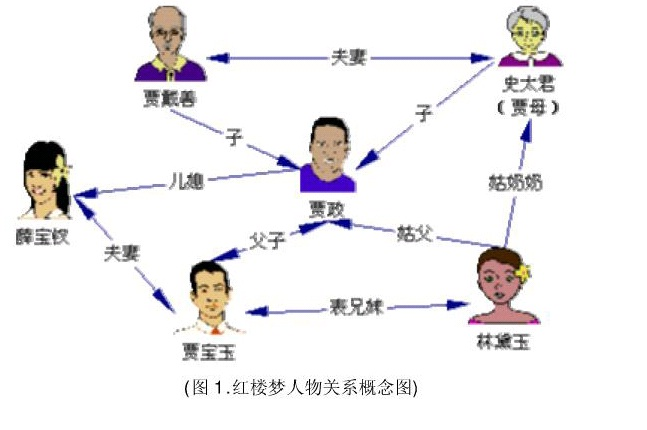 夫妻
史太君
（贾母）
贾戴善
子
子
儿媳
姑奶奶
贾政
薛宝钗
夫妻
父子
姑父
表兄妹
贾宝玉
林黛玉
(图 1.红楼梦人物关系概念图)